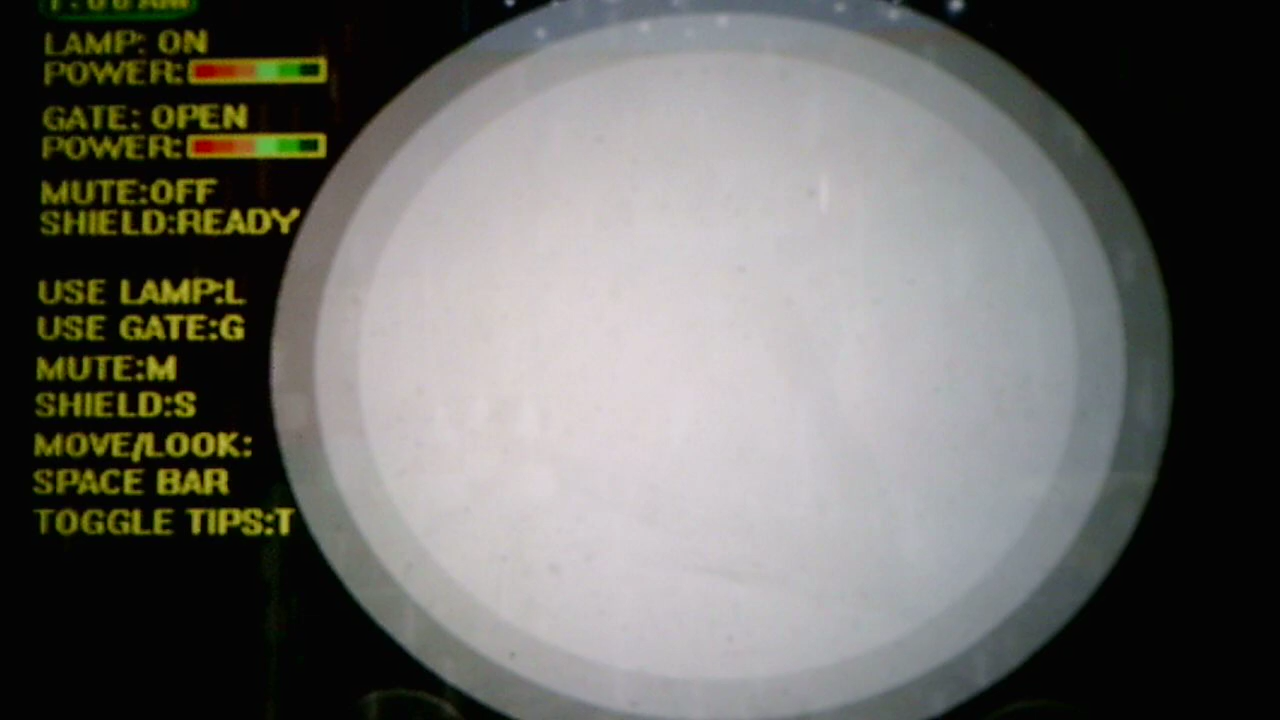 LAMP: ON
POWER:
GATE: OPEN
POWER:
MUTE:OFF
SHIELD:READY
USE LAMP:L
USE GATE:G
MUTE:M
SHIELD:S
MOVE/LOOK:
SPACE BAR
TOGGLE TIPS:T